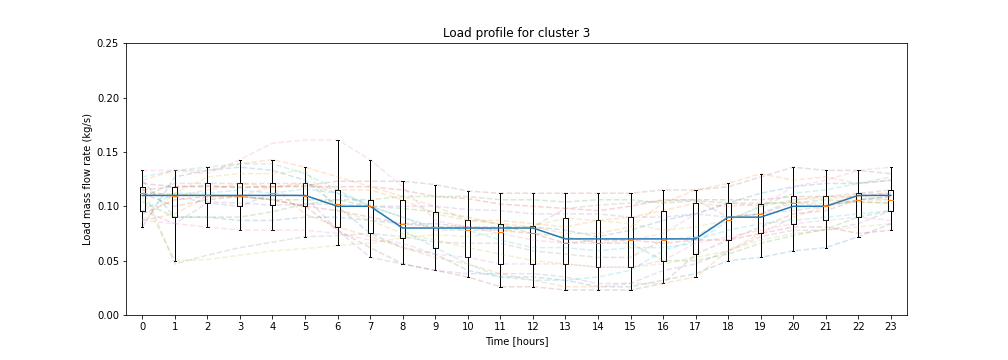 Load profile for cluster 3
Load mass flow rate (kg/s)
0.25
0.20
0.15
0.10
0.05
0.00
0 1 2 3 4 5 6 7 8 9 10 11 12 13 14 15 16 17 18 19 20 21 22 23
Time [hours]